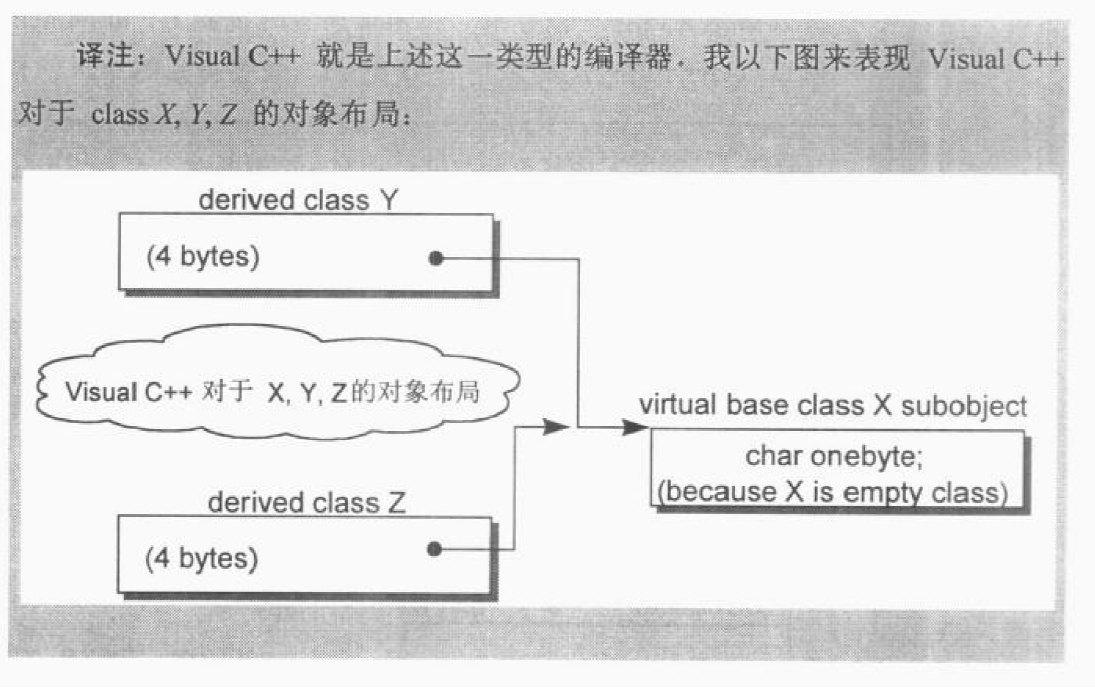 译注：Visual C++ 就是上述这一类型的编译器．我以下图来表现 Visual C++
对于 class X, Y, Z 的对象布局：
derived class Y
(4 bytes)
Visual C++ 对于 X, Y, Z的对象布局
virtual base class X subobject
char onebyte;
(because X is empty class)
derived class Z
(4 bytes)